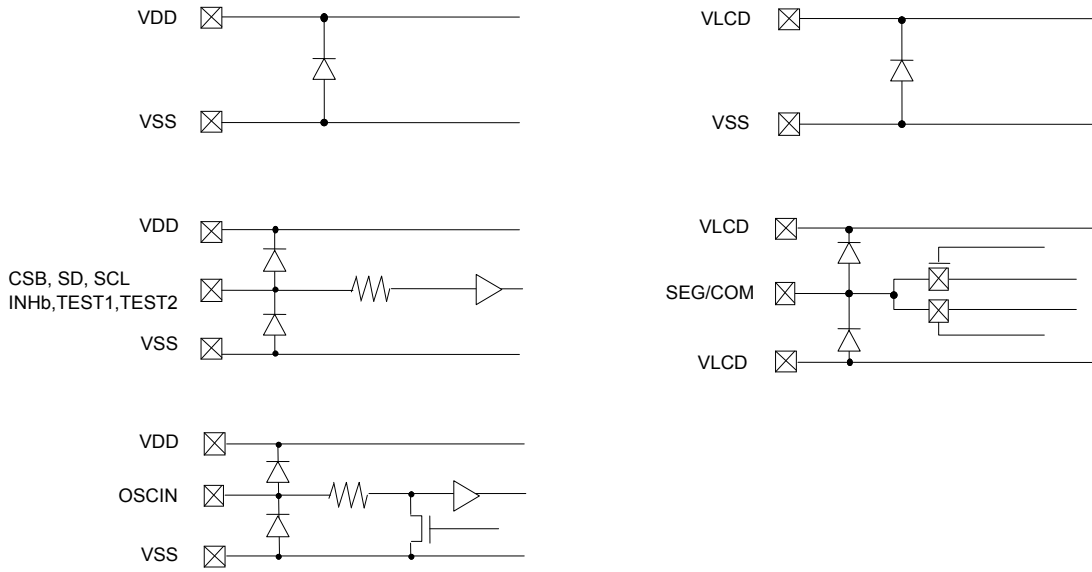 VDD
VSS
VLCD
VSS
VDD
CSB, SD, SCL
INHb,TEST1,TEST2
VSS
VLCD
SEG/COM
VLCD
VDD
OSCIN
VSS